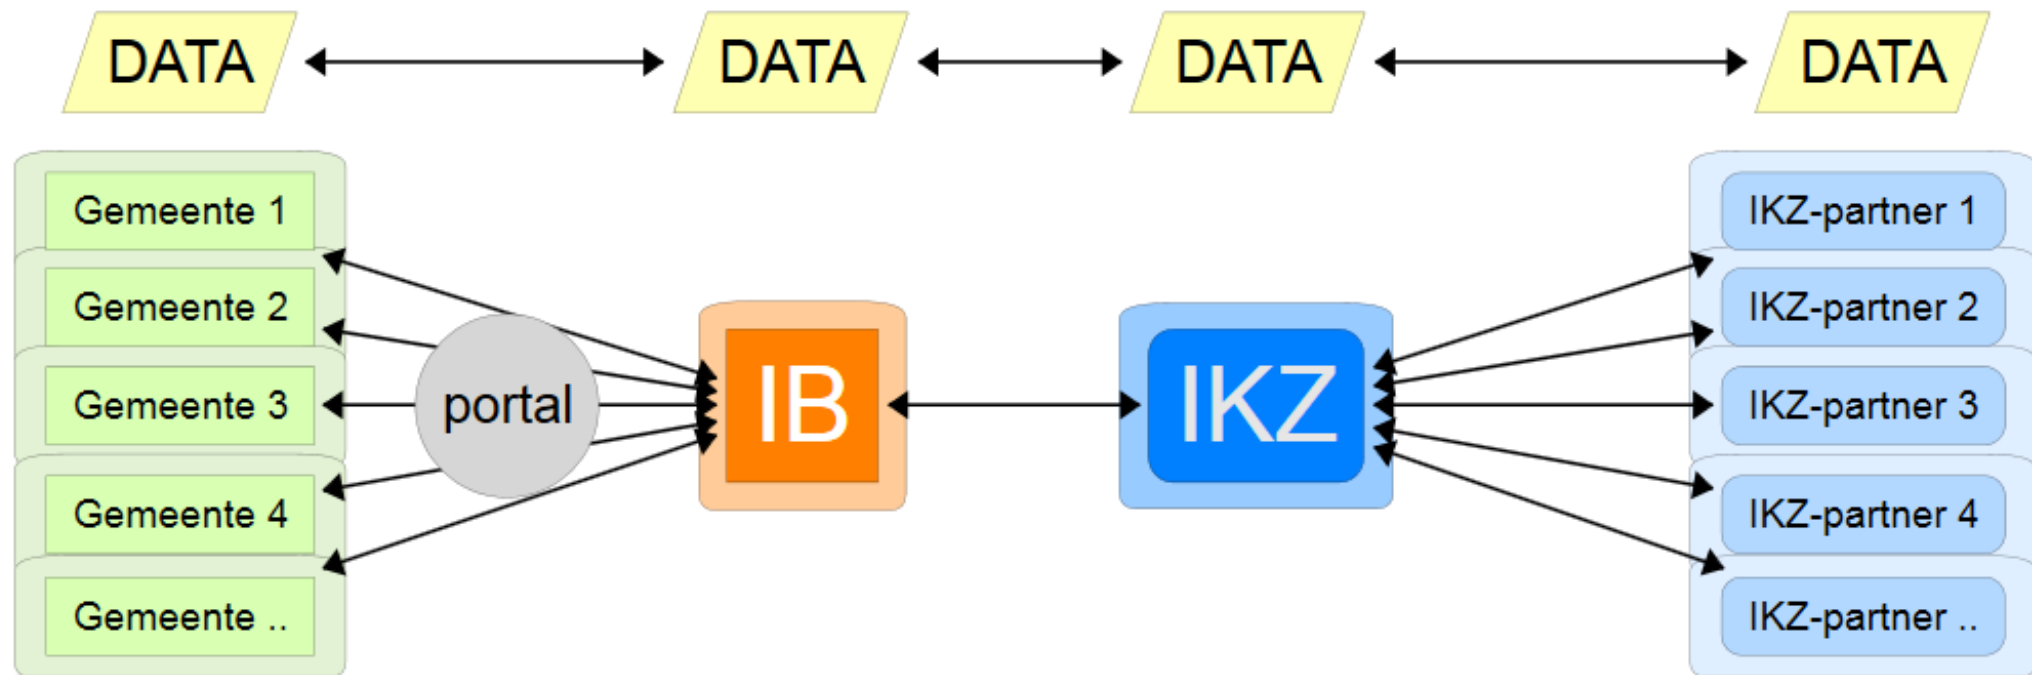 DATA DATA DATA DATA
Gemeente 1
Gemeente 2
Gemeente 3
Gemeente 4
Gemeente ..
portal
IB
IKZ
IKZ-partner 1
IKZ-partner 2
IKZ-partner 3
IKZ-partner 4
IKZ-partner ..